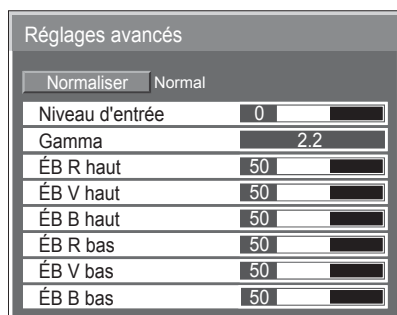 Réglages avancés
Normaliser Normal
Niveau d'entrée 0
Gamma 2.2
ÉB R haut 50
ÉB V haut 50
ÉB B haut 50
ÉB R bas 50
ÉB V bas 50
ÉB B bas 50